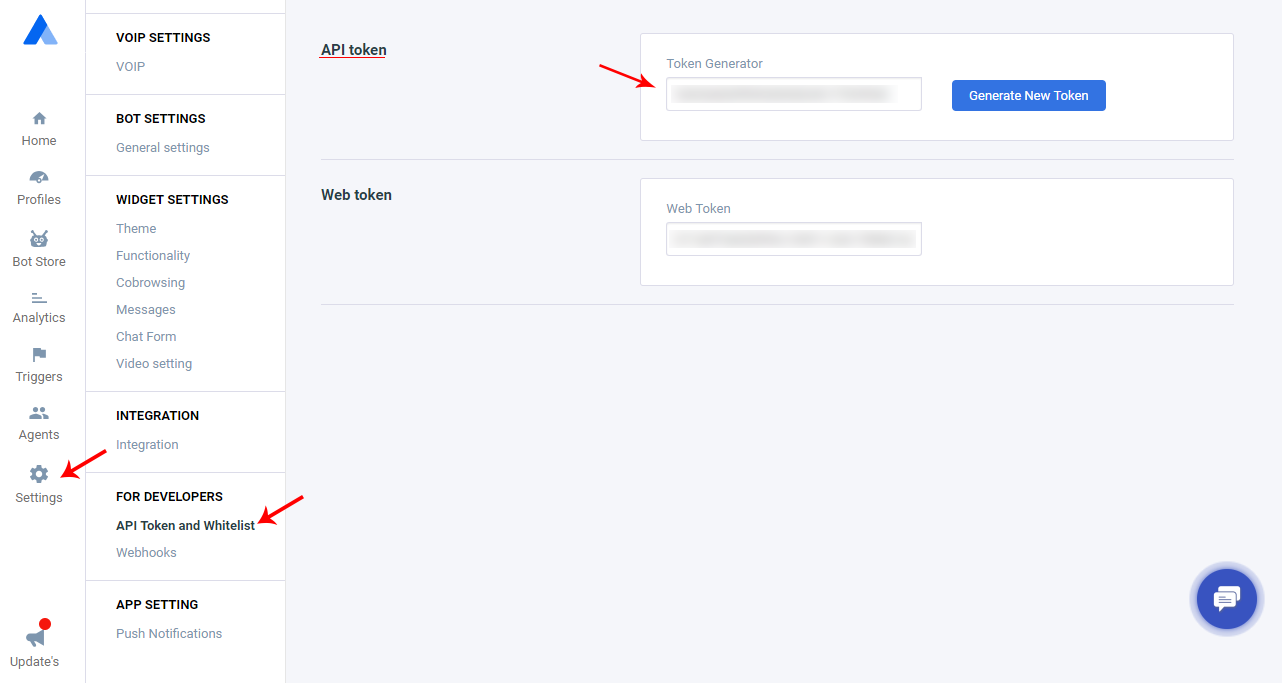 Home
Profiles
Bot Store
Analytics
Triggers
Agents
Settings
Update's
VOIP SETTINGS
VOIP
BOT SETTINGS
General settings
WIDGET SETTINGS
Theme
Functionality
Cobrowsing
Messages
Chat Form
Video setting
INTEGRATION
Integration
FOR DEVELOPERS
API Token and Whitelist
Webhooks
APP SETTING
Push Notifications
API token
Token Generator
Generate New Token
Web token
Web Token